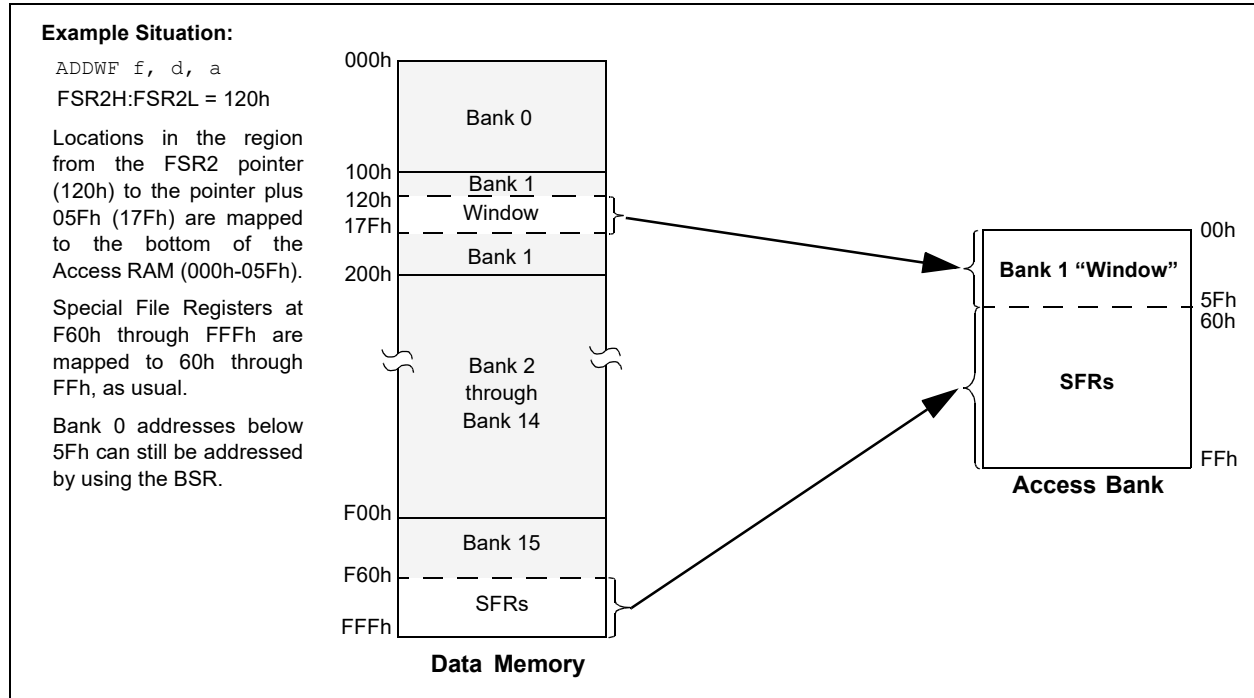 Example Situation:
ADDWF f, d, a
FSR2H:FSR2L = 120h
Locations in the region
from the FSR2 pointer
(120h) to the pointer plus
05Fh (17Fh) are mapped
to the bottom of the
Access RAM (000h-05Fh).
Special File Registers at
F60h through FFFh are
mapped to 60h through
FFh, as usual.
Bank 0 addresses below
5Fh can still be addressed
by using the BSR.
000h
Bank 0
100h
Bank 1
120h
Window
17Fh
Bank 1
200h
Bank 2
through
Bank 14
F00h
Bank 15
F60h
SFRs
FFFh
Data Memory
00h
Bank 1 “Window”
5Fh
60h
SFRs
FFh
Access Bank